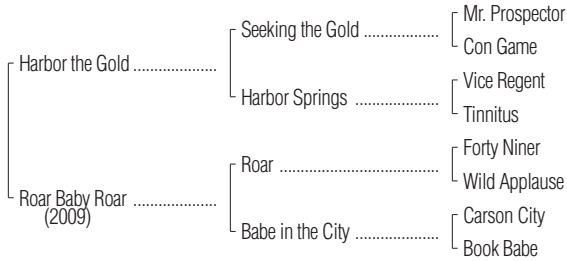 Mr. Prospector
Seeking the Gold ..................
Con Game
Harbor the Gold ....................
Vice Regent
Harbor Springs ....................
Tinnitus
Forty Niner
Roar ......................................
Wild Applause
Roar Baby Roar ....................
(2009)
Carson City
Babe in the City ....................
Book Babe